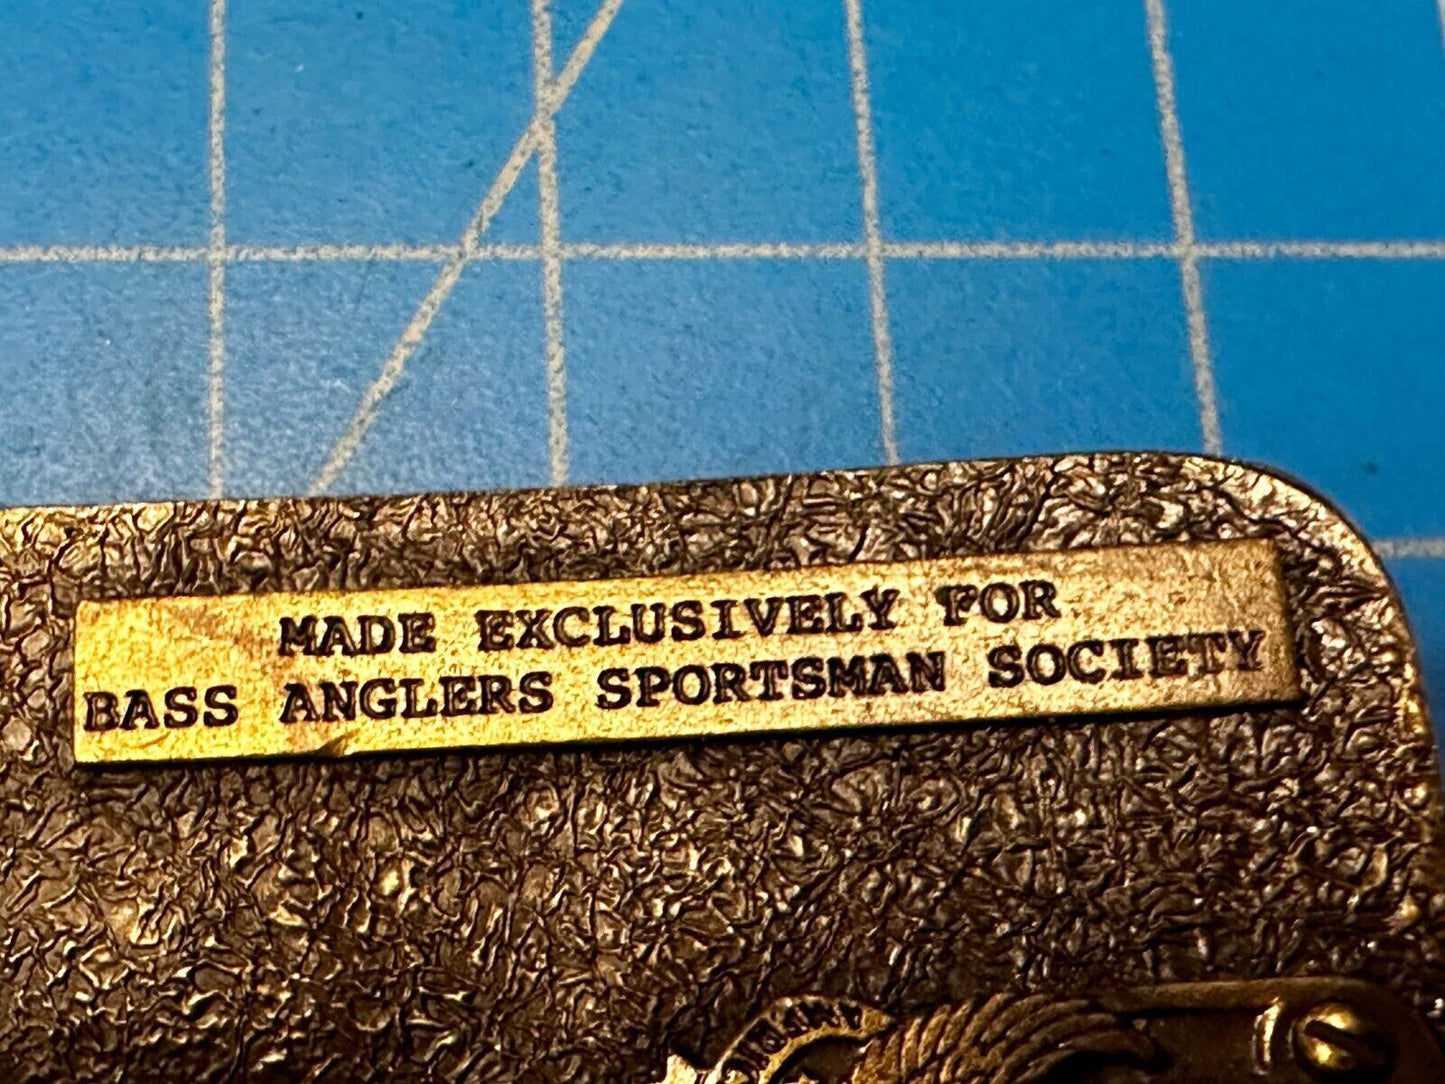 MADE EXCLUSIVELY FOR
BASS ANGLERS SPORTSMAN SOCIETY